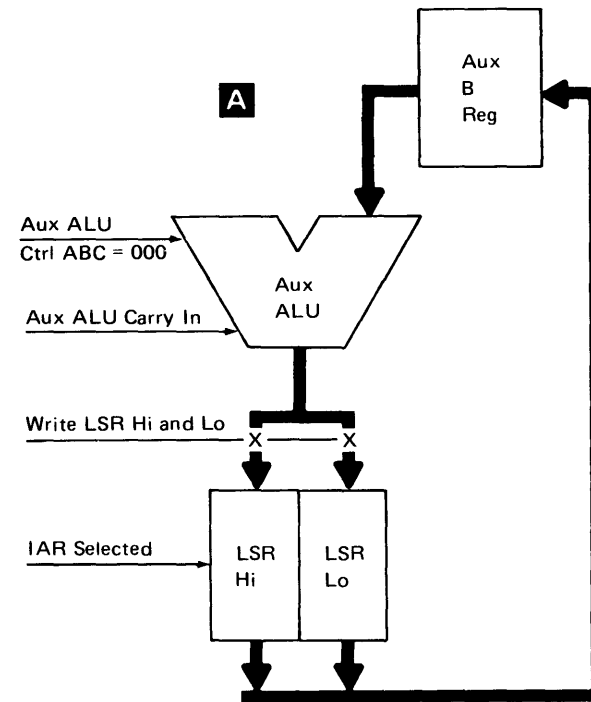 Aux
B
Reg
A
Aux ALU
Ctrl ABC = 000
Aux
ALU
Aux ALU Carry In
Write LSR Hi and Lo
X
X
IAR Selected
LSR
Hi
LSR
Lo